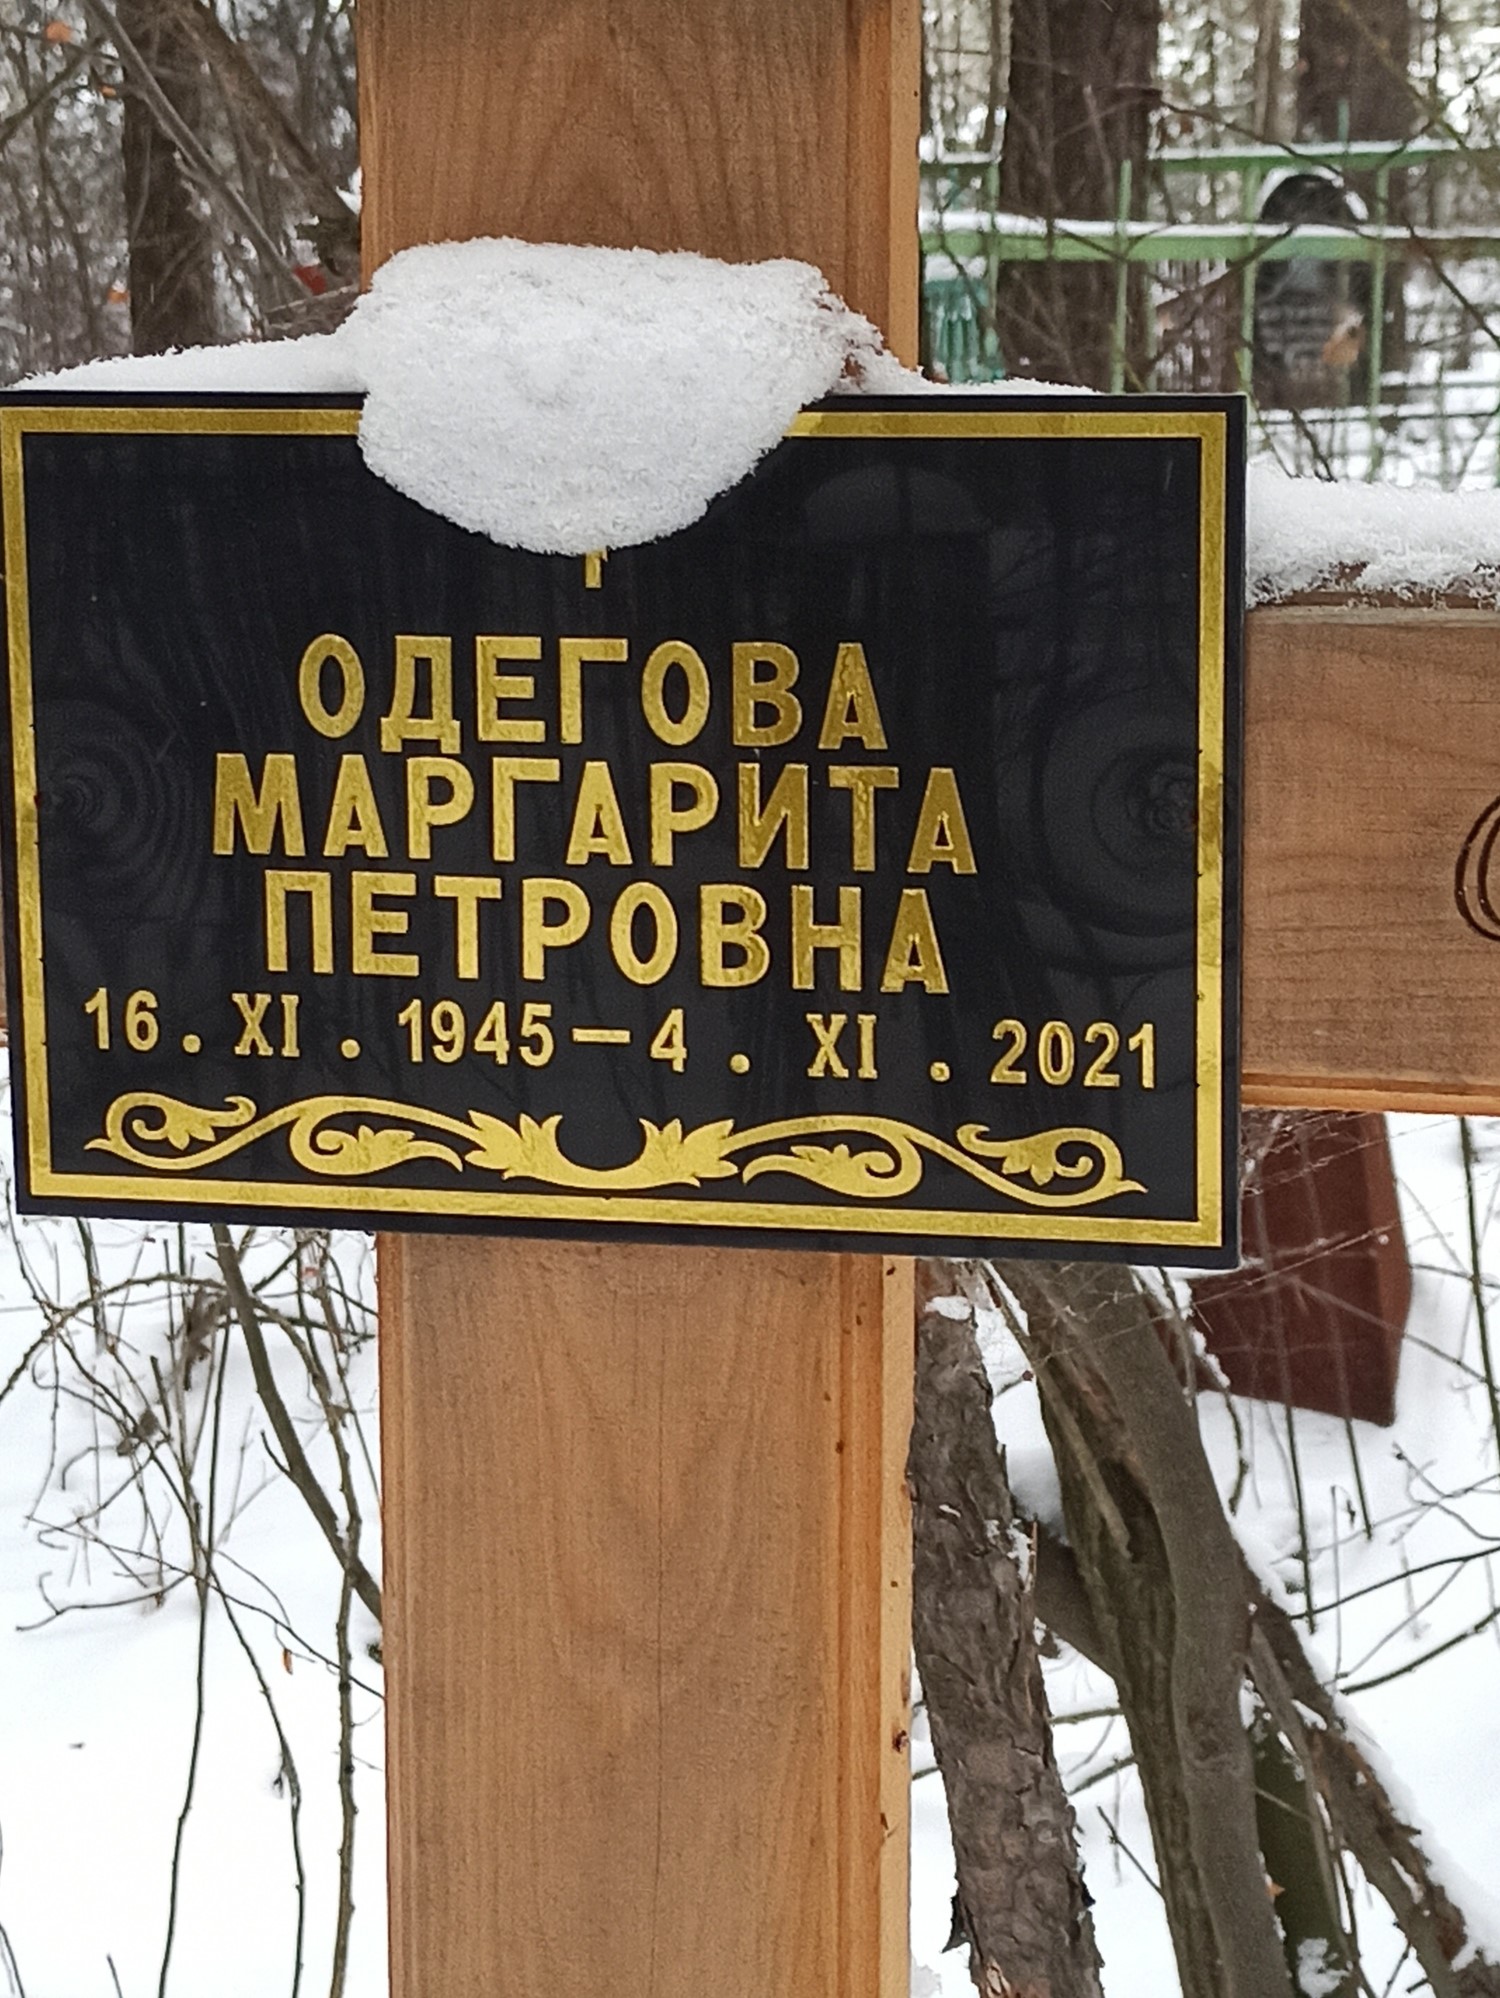 ОДЕГОВА
МАРГАРИТА
ПЕТРОВНА
16.XI.1945-4.XI.2021